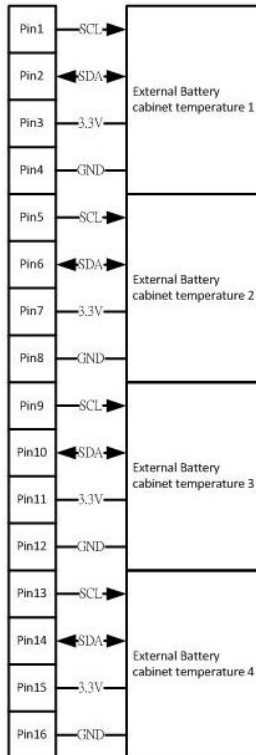 Pin1 SCL
Pin2 SDA
External Battery
cabinet temperature 1
Pin3 3.3V
Pin4 GND
Pin5 SCL
Pin6 SDA
External Battery
cabinet temperature 2
Pin7 3.3V
Pin8 GND
Pin9 SCL
Pin10 SDA
External Battery
cabinet temperature 3
Pin11 3.3V
Pin12 GND
Pin13 SCL
Pin14 SDA
External Battery
cabinet temperature 4
Pin15 3.3V
Pin16 GND